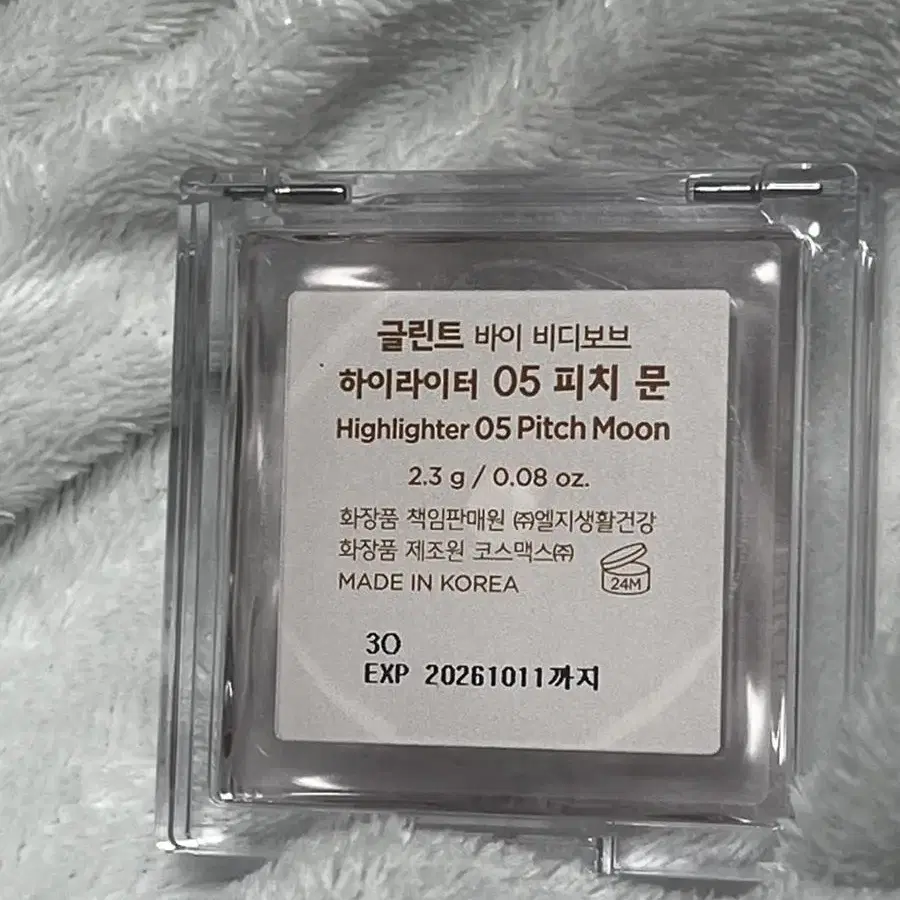 글린트 바이 비디보브
하이라이터 05 피치 문
Highlighter 05 Pitch Moon
2.3 g / 0.08 oz.
화장품 책임판매원 ㈜엘지생활건강
화장품 제조원 코스맥스㈜
MADE IN KOREA
24M
3O
EXP 20261011까지